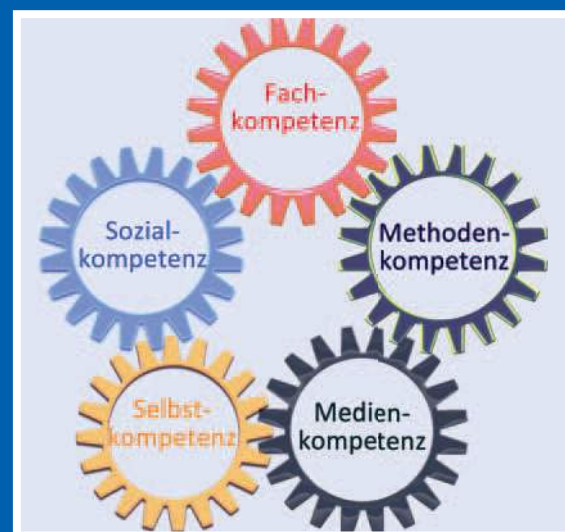 Fach-
kompetenz
Sozial-
kompetenz
Methoden-
kompetenz
Selbst-
kompetenz
Medien-
kompetenz